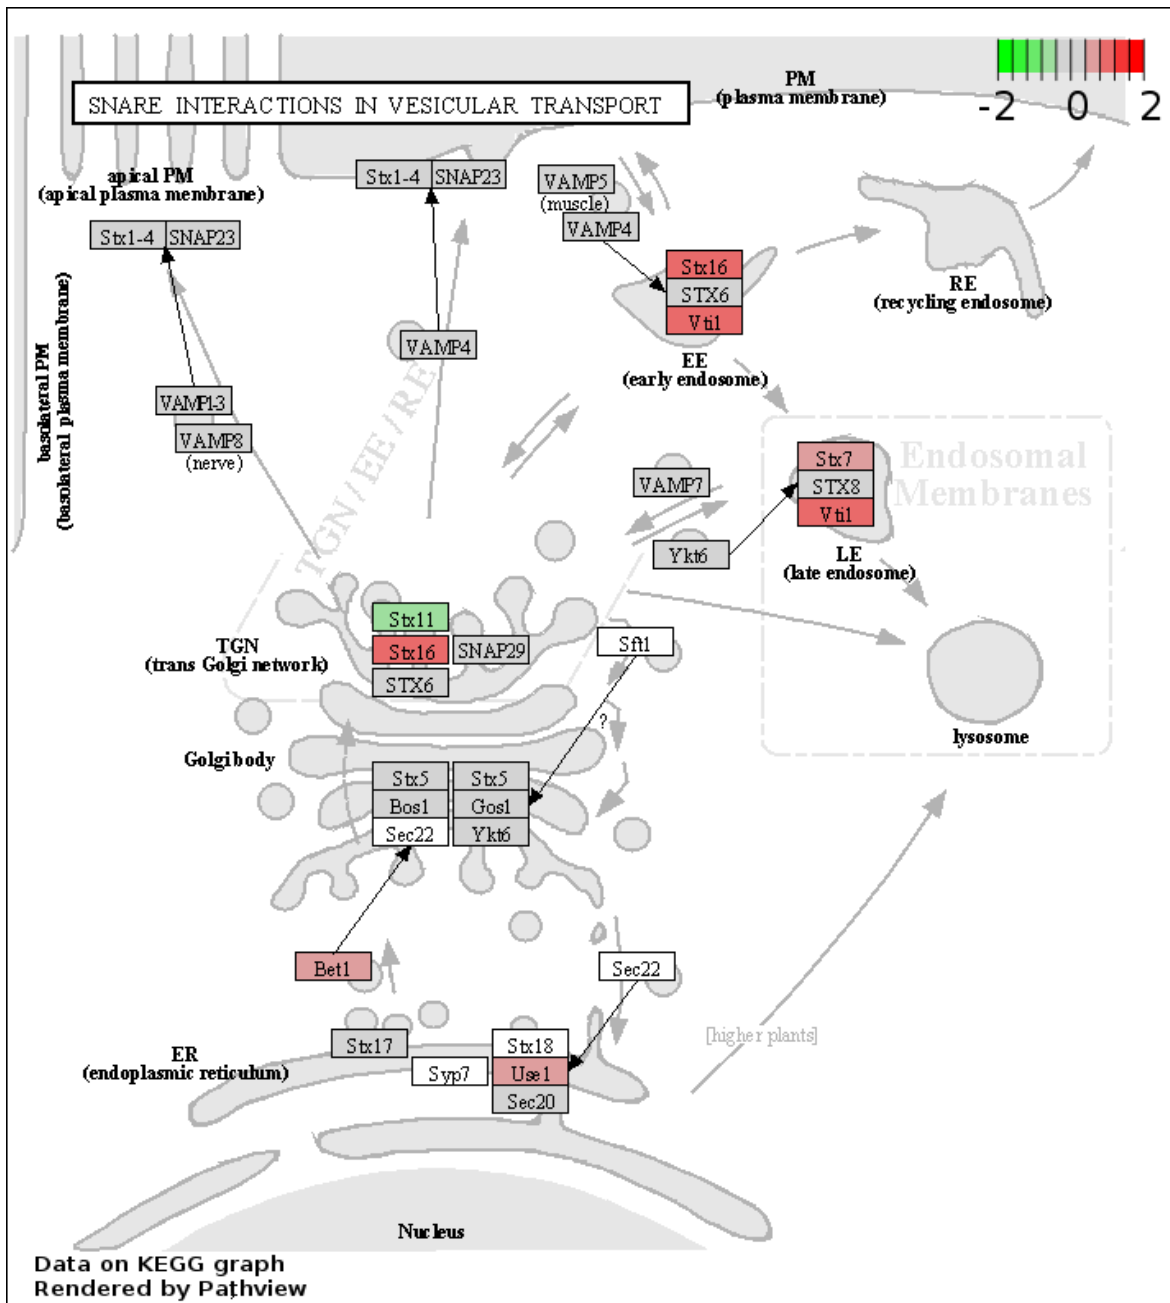 PM
(plasma membrane)
-2 0 2
SNARE INTERACTIONS IN VESICULAR TRANSPORT
apical PM
(apical plasma membrane)
Stx1-4 SNAP23
VAMP5
(muscle)
VAMP4
Stx1-4 SNAP23
Stx16
STX6
Vti1
RE
(recycling endosome)
basolateral PM
(basolateral plasma membrane)
VAMP4
EE
(early endosome)
VAMP1-3
VAMP8
(nerve)
TGN/EE/RE
Endosomal
Membranes
Stx7
STX8
Vti1
VAMP7
Ykt6
LE
(late endosome)
Stx11
TGN
(trans Golgi network)
Stx16 SNAP29
STX6
Sft1
?
lysosome
Golgi body
Stx5 Stx5
Bos1 Gos1
Sec22 Ykt6
Bet1
Sec22
[higher plants]
Stx17
Stx18
ER
(endoplasmic reticulum)
Syp7
Use1
Sec20
Nucleus
Data on KEGG graph
Rendered by Pathview